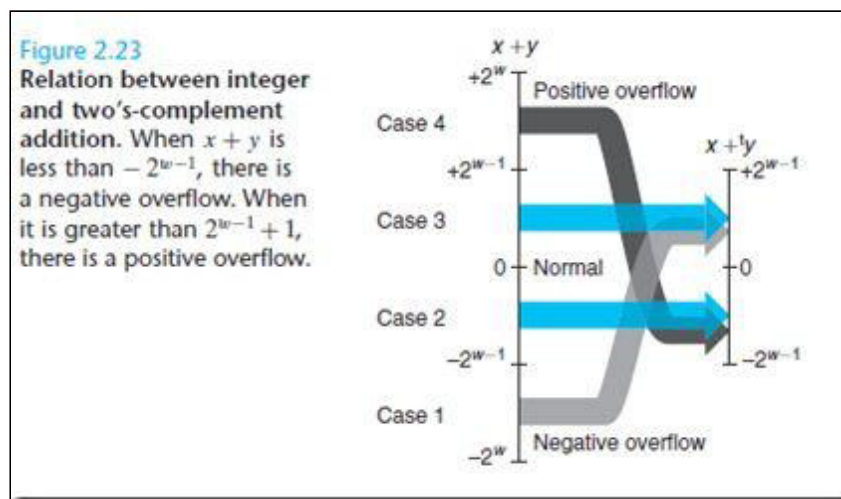 Figure 2.23
Relation between integer
and two's-complement
addition. When x + y is
less than − 2^{w−1}, there is
a negative overflow. When
it is greater than 2^{w−1} + 1,
there is a positive overflow.
x +y
+2^w
Positive overflow
Case 4
x +^t y
+2^{w−1}
+2^{w−1}
Case 3
0
Normal
0
Case 2
−2^{w−1}
−2^{w−1}
Case 1
Negative overflow
−2^w